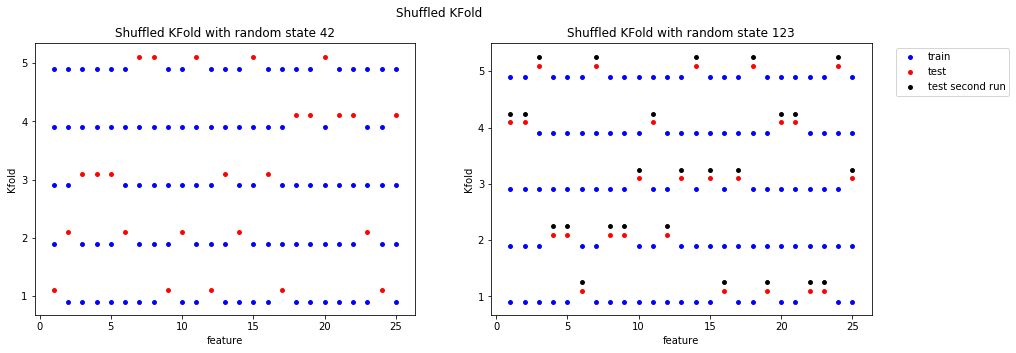 Shuffled KFold
Shuffled KFold with random state 42
Shuffled KFold with random state 123
5
4
3
2
1
Kfold
0
5
10
15
20
25
feature
5
4
3
2
1
Kfold
0
5
10
15
20
25
feature
train
test
test second run